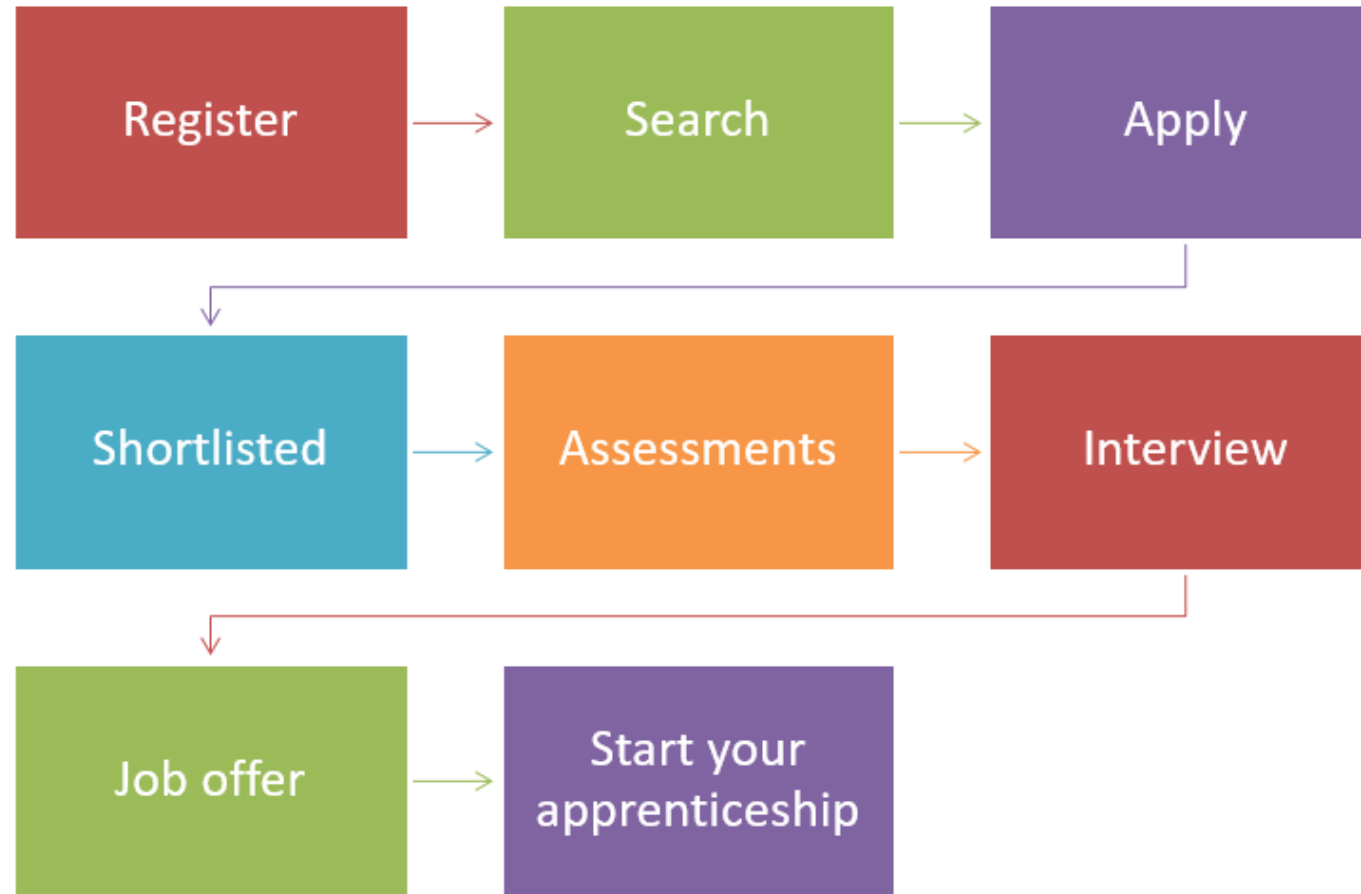 Register
Search
Apply
Shortlisted
Assessments
Interview
Job offer
Start your
apprenticeship